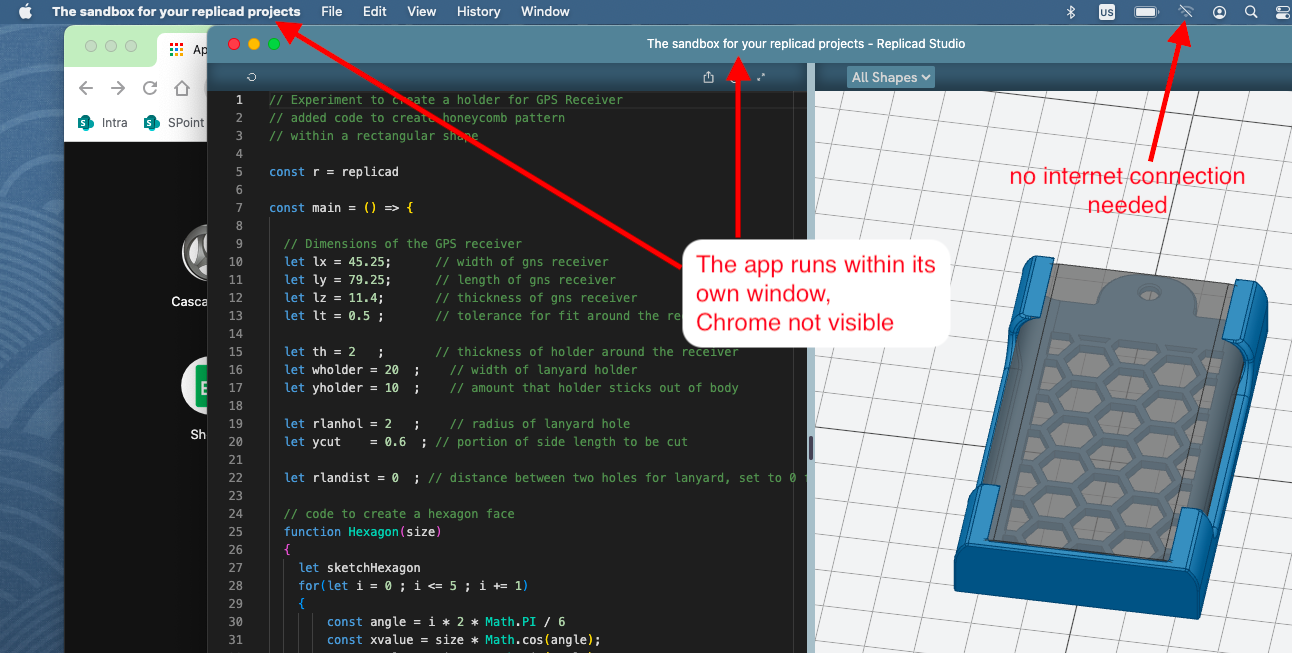 The sandbox for your replicad projects File Edit View History Window US
The sandbox for your replicad projects - Replicad Studio
Intra SPoint
All Shapes
1 // Experiment to create a holder for GPS Receiver
2 // added code to create honeycomb pattern
3 // within a rectangular shape
4
5 const r = replicad
6
7 const main = () => {
8
9 // Dimensions of the GPS receiver
10 let lx = 45.25; // width of gns receiver
11 let ly = 79.25; // length of gns receiver
12 let lz = 11.4; // thickness of gns receiver
13 let lt = 0.5 ; // tolerance for fit around the
14
15 let th = 2 ; // thickness of holder around the receiver
16 let wholder = 20 ; // width of lanyard holder
17 let yholder = 10 ; // amount that holder sticks out of body
18
19 let rlanhol = 2 ; // radius of lanyard hole
20 let ycut = 0.6 ; // portion of side length to be cut
21
22 let rlandist = 0 ; // distance between two holes for lanyard, set to 0
23
24 // code to create a hexagon face
25 function Hexagon(size)
26 {
27 let sketchHexagon
28 for(let i = 0 ; i <= 5 ; i += 1)
29 {
30 const angle = i * 2 * Math.PI / 6
31 const xvalue = size * Math.cos(angle);
The app runs within its
own window,
Chrome not visible
no internet connection
needed